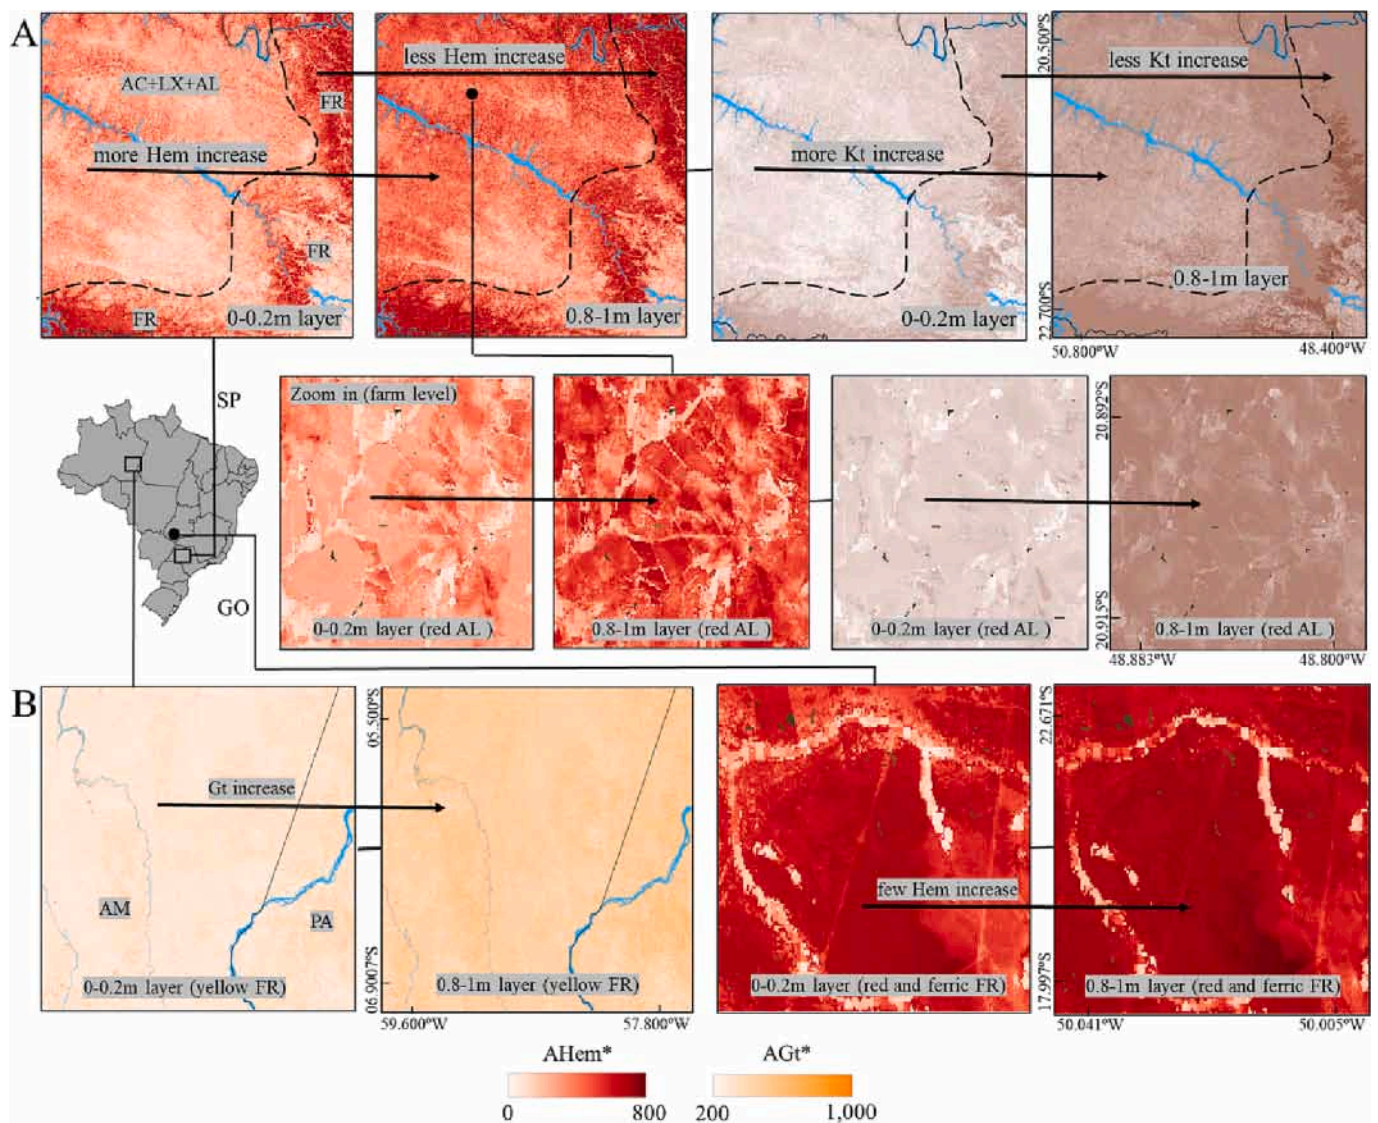 A
AC+LX+AL
FR
more Hem increase
FR
FR
0-0.2m layer
less Hem increase
0.8-1m layer
more Kt increase
0-0.2m layer
less Kt increase
0.8-1m layer
20.500°S
22.700°S
50.800°W
48.400°W
SP
GO
Zoom in (farm level)
0-0.2m layer (red AL )
0.8-1m layer (red AL )
0-0.2m layer (red AL)
0.8-1m layer (red AL)
20.892°S
20.915°S
48.883°W
48.800°W
B
Gt increase
AM
PA
0-0.2m layer (yellow FR)
0.8-1m layer (yellow FR)
05.500°S
06.9007°S
59.600°W
57.800°W
few Hem increase
0-0.2m layer (red and ferric FR)
0.8-1m layer (red and ferric FR)
22.671°S
17.997°S
50.041°W
50.005°W
AHem*
0
800
AGt*
200
1,000